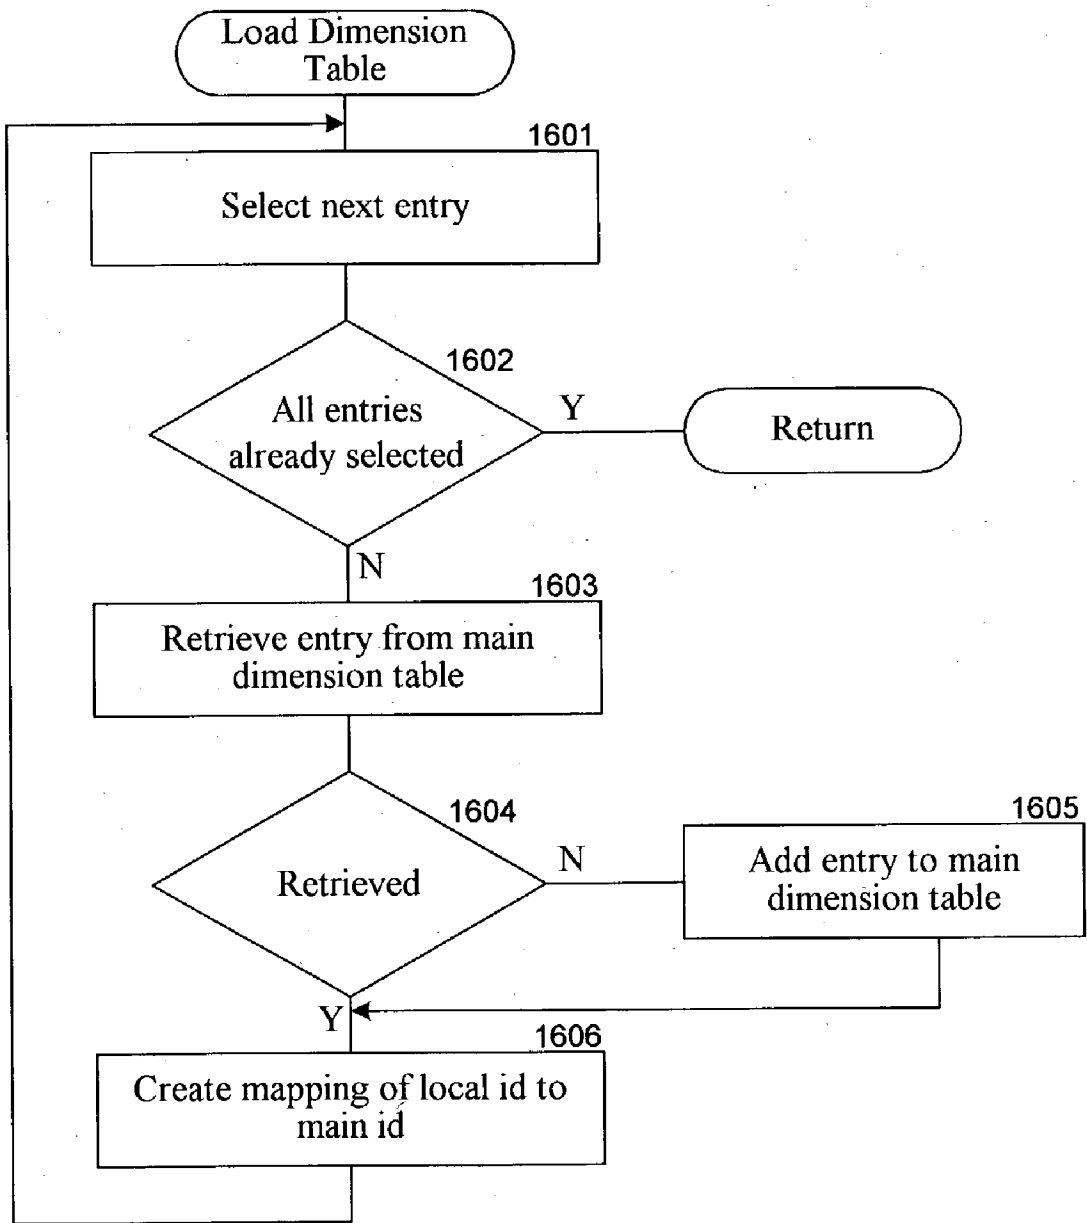 Load Dimension
Table
1601
Select next entry
1602
All entries
already selected
Y
Return
N
1603
Retrieve entry from main
dimension table
1604
Retrieved
N
1605
Add entry to main
dimension table
Y
1606
Create mapping of local id to
main id